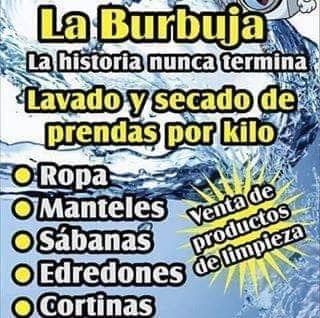 La Burbuja
La historia nunca termina
Lavado y secado de
prendas por kilo
Ropa
Manteles
Sábanas
Edredones
Cortinas
Venta de
productos
de limpieza